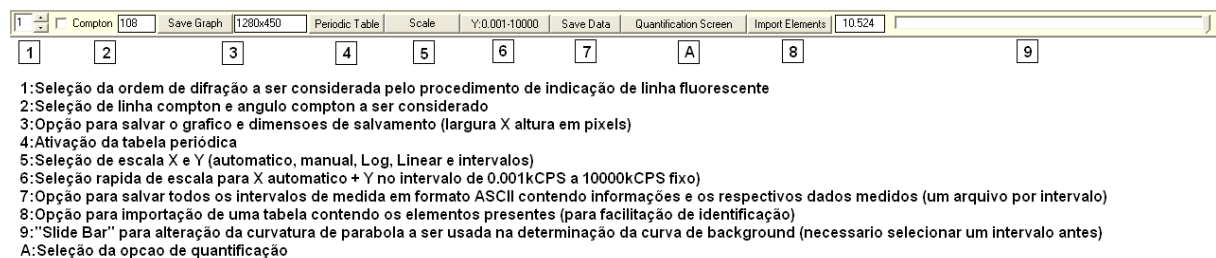 1 Compton 108 Save Graph 1280x450 Periodic Table Scale Y:0.001-10000 Save Data Quantification Screen Import Elements 10.524
1 2 3 4 5 6 7 A 8 9
1:Seleção da ordem de difração a ser considerada pelo procedimento de indicação de linha fluorescente
2:Seleção de linha compton e angulo compton a ser considerado
3:Opção para salvar o grafico e dimensoes de salvamento (largura X altura em pixels)
4:Ativação da tabela periódica
5:Seleção de escala X e Y (automatico, manual, Log, Linear e intervalos)
6:Seleção rapida de escala para X automatico + Y no intervalo de 0.001kCPS a 10000kCPS fixo)
7:Opção para salvar todos os intervalos de medida em formato ASCII contendo informações e os respectivos dados medidos (um arquivo por intervalo)
8:Opção para importação de uma tabela contendo os elementos presentes (para facilitação de identificação)
9:"Slide Bar" para alteração da curvatura de parabola a ser usada na determinação da curva de background (necessario selecionar um intervalo antes)
A:Seleção da opcao de quantificação